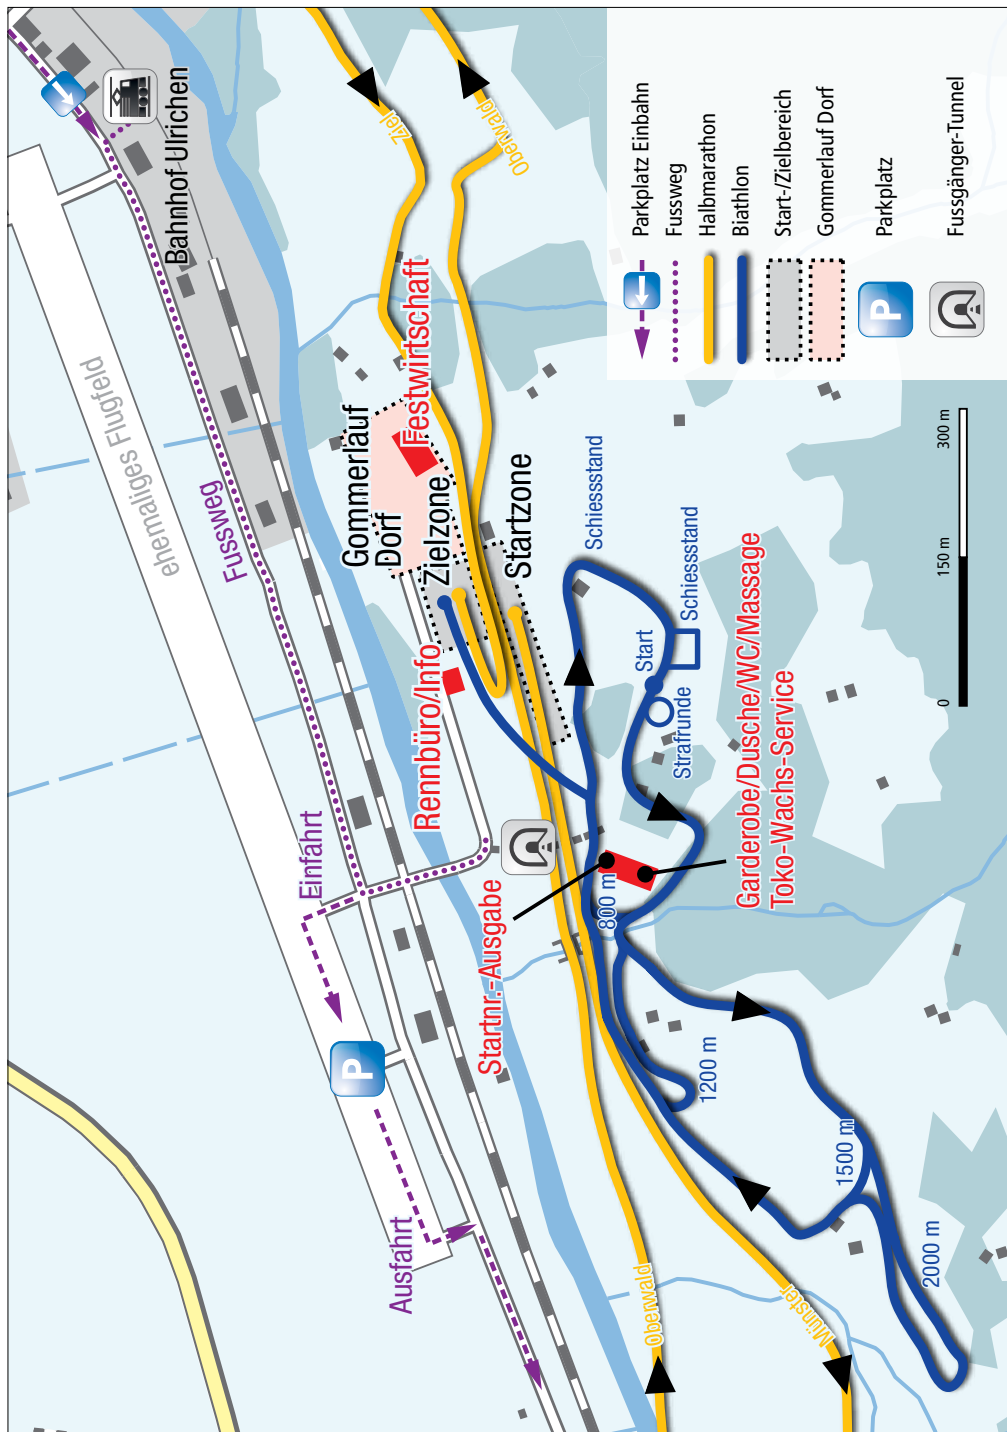 Bahnhof Ulrichen
ehemaliges Flugfeld
Fussweg
Einfahrt
P
Ausfahrt
Ziel
Oberwald
Festwirtschaft
Gommerlauf
Dorf
Zielzone
Startzone
Rennbüro/Info
Startnr.-Ausgabe
Schiessstand
Schiessstand
Start
Strafrunde
Garderobe/Dusche/WC/Massage
Toko-Wachs-Service
800 m
1200 m
1500 m
2000 m
Oberwald
Münster
Parkplatz Einbahn
Fussweg
Halbmarathon
Biathlon
Start-/Zielbereich
Gommerlauf Dorf
P
Parkplatz
Fussgänger-Tunnel
0 150 m 300 m